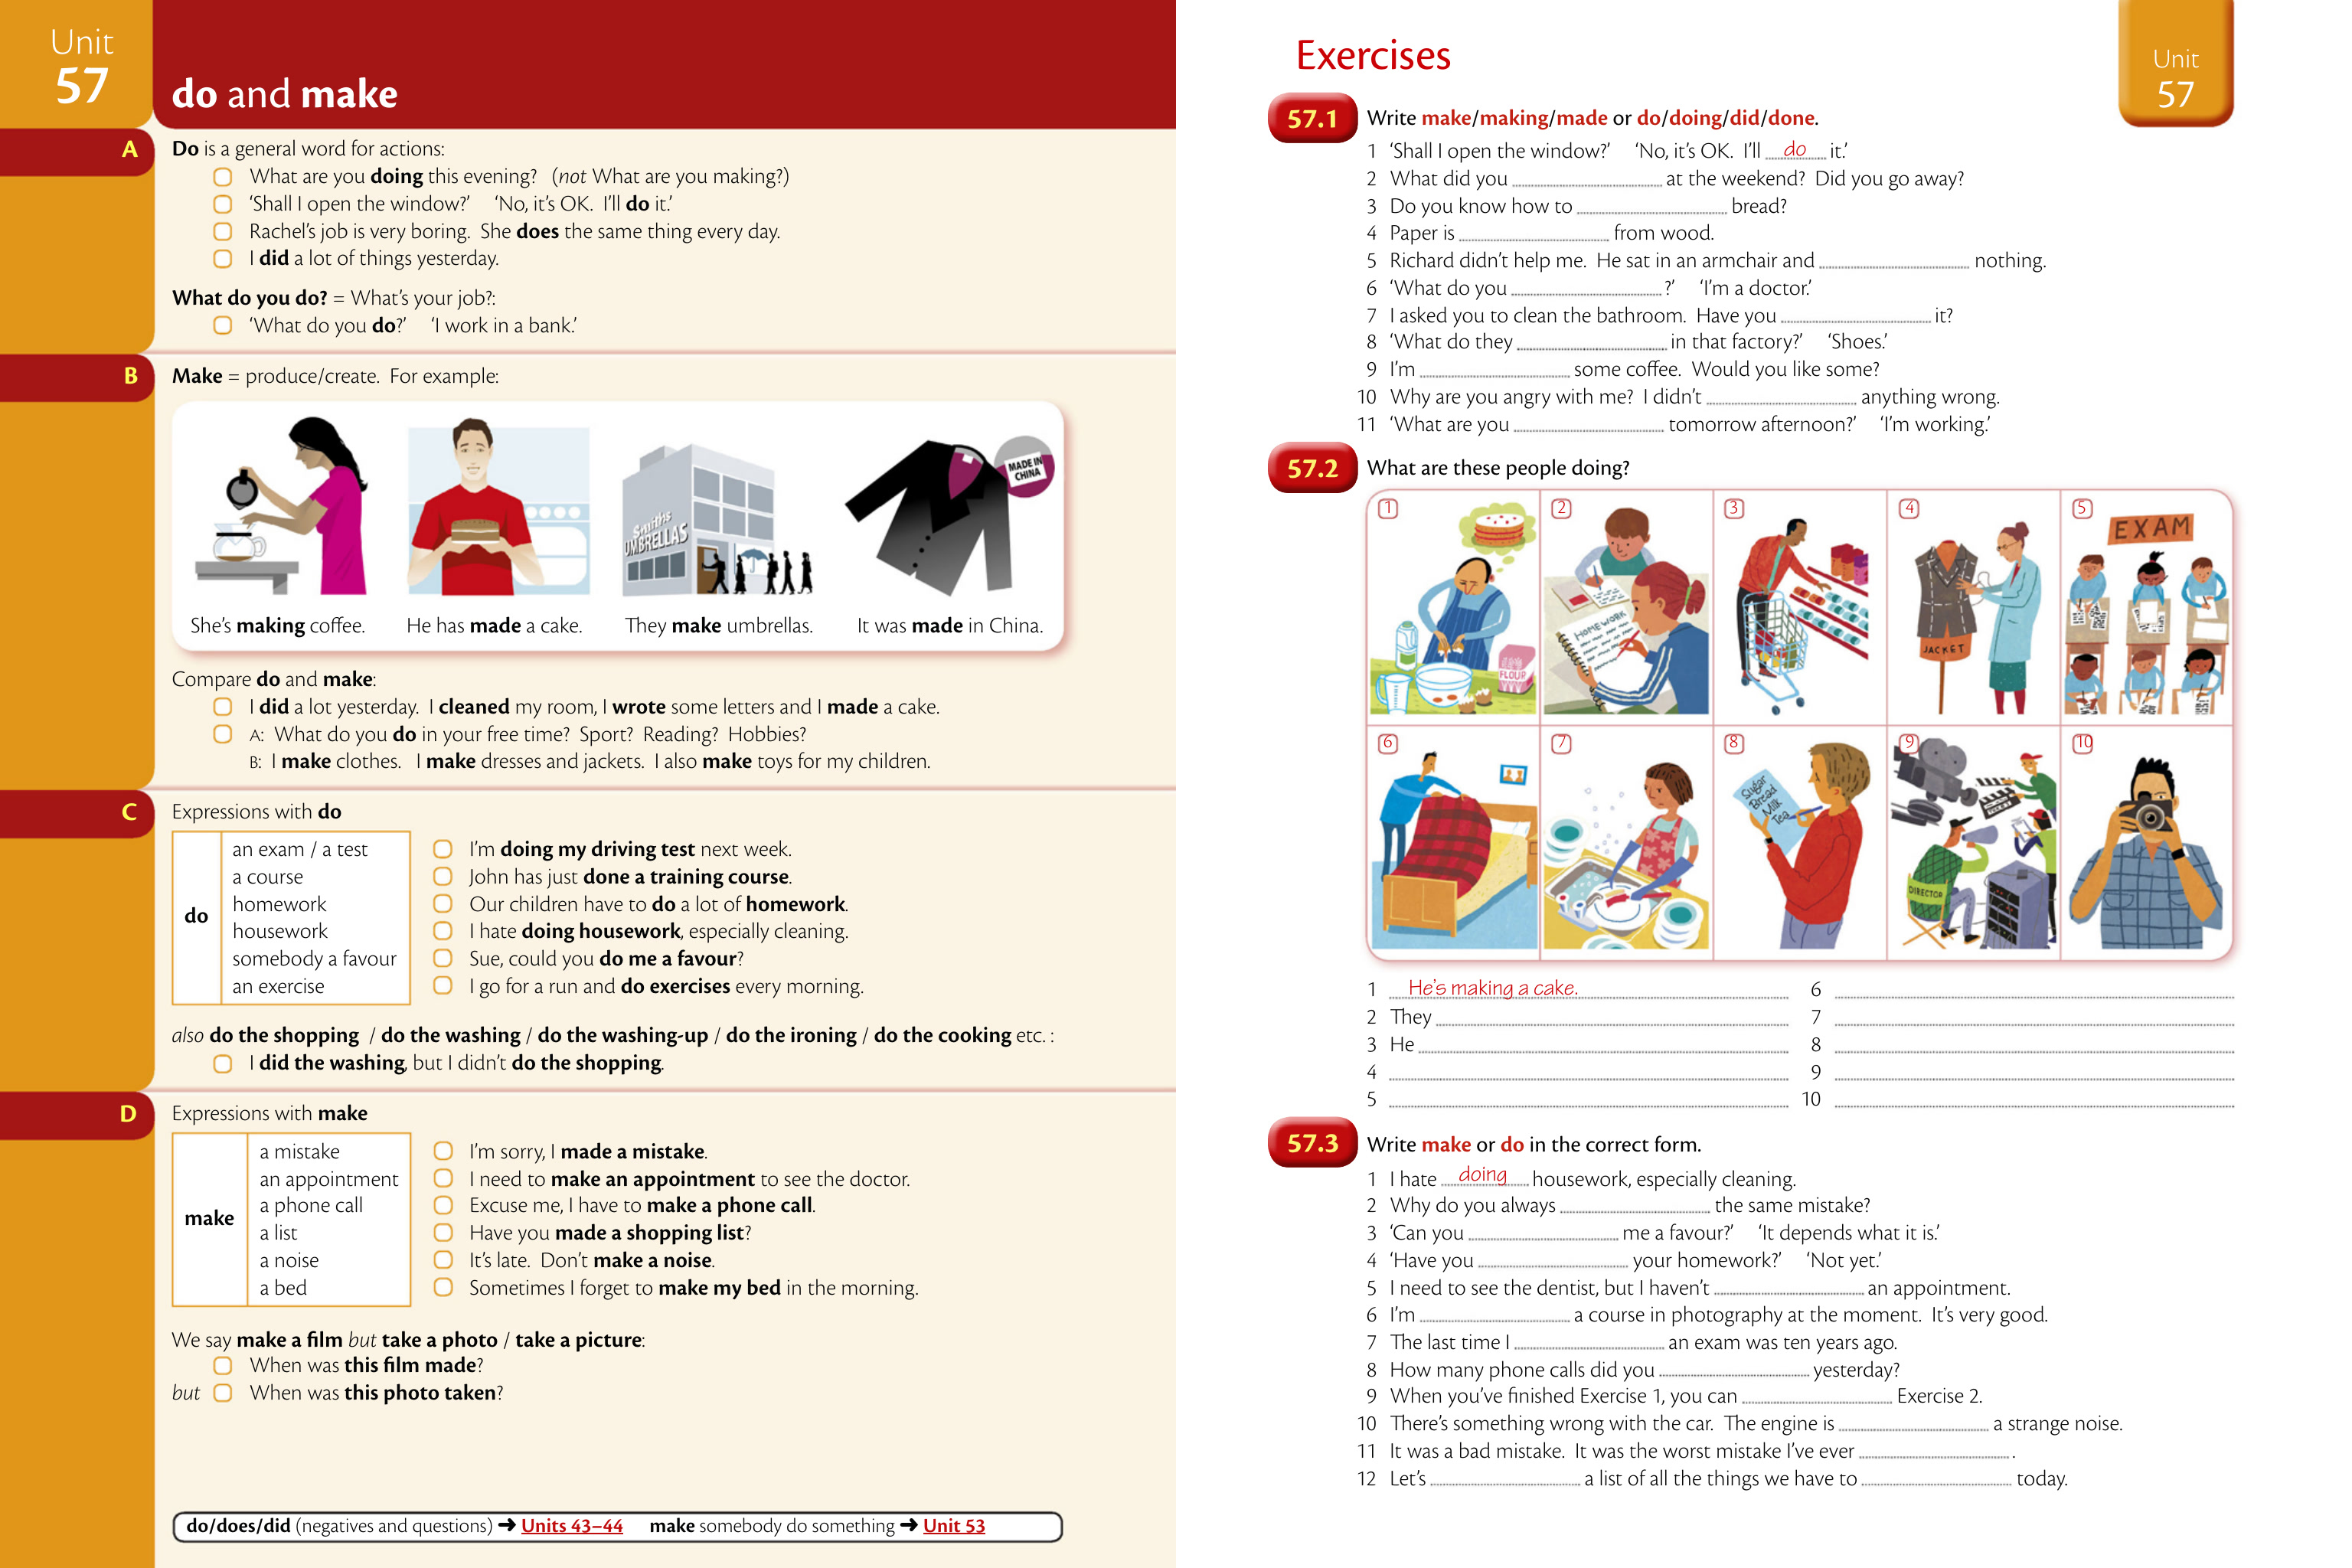 Unit
57
do and make
A
Do is a general word for actions:
What are you doing this evening? (not What are you making?)
‘Shall I open the window?’ ‘No, it’s OK. I’ll do it.’
Rachel’s job is very boring. She does the same thing every day.
I did a lot of things yesterday.
What do you do? = What’s your job?:
‘What do you do?’ ‘I work in a bank.’
B
Make = produce/create. For example:
Smiths
UMBRELLAS
MADE IN
CHINA
She’s making coffee. He has made a cake. They make umbrellas. It was made in China.
Compare do and make:
I did a lot yesterday. I cleaned my room, I wrote some letters and I made a cake.
A: What do you do in your free time? Sport? Reading? Hobbies?
B: I make clothes. I make dresses and jackets. I also make toys for my children.
C
Expressions with do
do
an exam / a test
a course
homework
housework
somebody a favour
an exercise
I’m doing my driving test next week.
John has just done a training course.
Our children have to do a lot of homework.
I hate doing housework, especially cleaning.
Sue, could you do me a favour?
I go for a run and do exercises every morning.
also do the shopping / do the washing / do the washing-up / do the ironing / do the cooking etc. :
I did the washing, but I didn’t do the shopping.
D
Expressions with make
make
a mistake
an appointment
a phone call
a list
a noise
a bed
I’m sorry, I made a mistake.
I need to make an appointment to see the doctor.
Excuse me, I have to make a phone call.
Have you made a shopping list?
It’s late. Don’t make a noise.
Sometimes I forget to make my bed in the morning.
We say make a film but take a photo / take a picture:
When was this film made?
but When was this photo taken?
do/does/did (negatives and questions) ➜ Units 43–44 make somebody do something ➜ Unit 53
Exercises
Unit
57
57.1 Write make/making/made or do/doing/did/done.
1 ‘Shall I open the window?’ ‘No, it’s OK. I’ll do it.’
2 What did you ............ at the weekend? Did you go away?
3 Do you know how to ............ bread?
4 Paper is ............ from wood.
5 Richard didn’t help me. He sat in an armchair and ............ nothing.
6 ‘What do you ............ ?’ ‘I’m a doctor.’
7 I asked you to clean the bathroom. Have you ............ it?
8 ‘What do they ............ in that factory?’ ‘Shoes.’
9 I’m ............ some coffee. Would you like some?
10 Why are you angry with me? I didn’t ............ anything wrong.
11 ‘What are you ............ tomorrow afternoon?’ ‘I’m working.’
57.2 What are these people doing?
1 2 3 4 5
FLOUR
HOMEWORK
JACKET
EXAM
6 7 8 9 10
Sugar
Bread
Milk
Tea
DIRECTOR
1 He’s making a cake.
2 They ............
3 He ............
4 ............
5 ............
6 ............
7 ............
8 ............
9 ............
10 ............
57.3 Write make or do in the correct form.
1 I hate doing housework, especially cleaning.
2 Why do you always ............ the same mistake?
3 ‘Can you ............ me a favour?’ ‘It depends what it is.’
4 ‘Have you ............ your homework?’ ‘Not yet.’
5 I need to see the dentist, but I haven’t ............ an appointment.
6 I’m ............ a course in photography at the moment. It’s very good.
7 The last time I ............ an exam was ten years ago.
8 How many phone calls did you ............ yesterday?
9 When you’ve finished Exercise 1, you can ............ Exercise 2.
10 There’s something wrong with the car. The engine is ............ a strange noise.
11 It was a bad mistake. It was the worst mistake I’ve ever ............ .
12 Let’s ............ a list of all the things we have to ............ today.